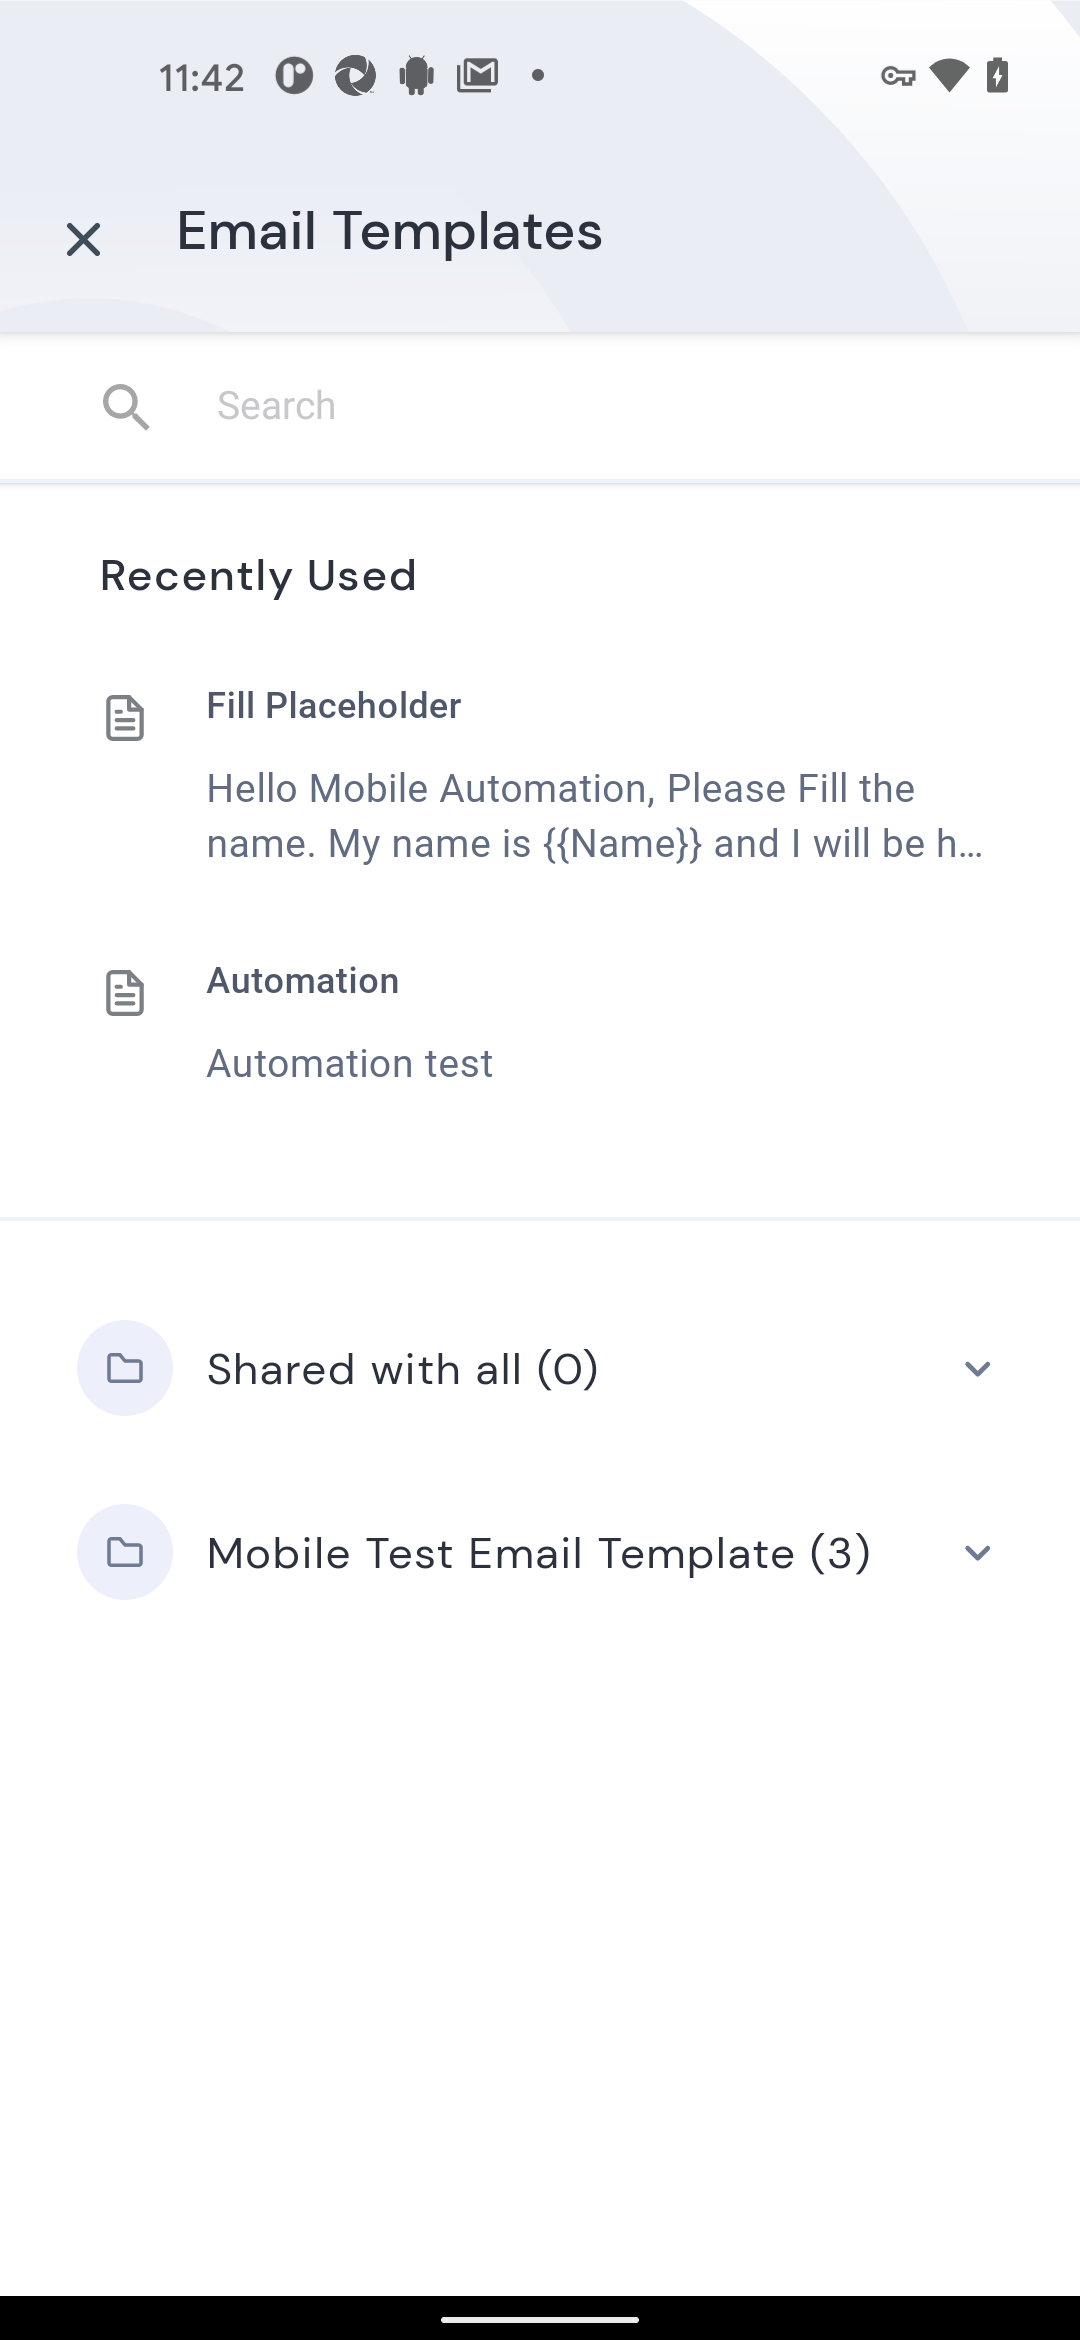 11:42
Email Templates
Search
Recently Used
Fill Placeholder
Hello Mobile Automation, Please Fill the
name. My name is {{Name}} and I will be h...
Automation
Automation test
Shared with all (0)
Mobile Test Email Template (3)